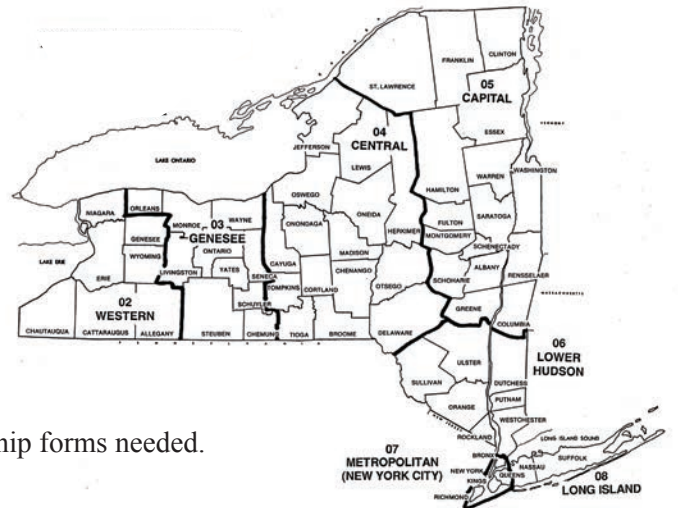 CLINTON
FRANKLIN
ST. LAWRENCE
05
CAPITAL
ESSEX
04
CENTRAL
JEFFERSON
LEWIS
LAKE ONTARIO
WARREN
WASHINGTON
HAMILTON
OSWEGO
ONEIDA
HERKIMER
FULTON
SARATOGA
MONTGOMERY
SCHENECTADY
NIAGARA
ORLEANS
MONROE
WAYNE
03
GENESEE
GENESEE
ONTARIO
ONONDAGA
CAYUGA
MADISON
WYOMING
LIVINGSTON
YATES
SENECA
LAKE ERIE
ERIE
CHENANGO
CORTLAND
TOMPKINS
OTSEGO
SCHOHARIE
ALBANY
RENSSELAER
MASSACHUSETTS
SCHUYLER
GREENE
COLUMBIA
02
WESTERN
CHAUTAUQUA
CATTARAUGUS
ALLEGANY
STEUBEN
CHEMUNG
TIOGA
BROOME
DELAWARE
06
LOWER
HUDSON
ULSTER
SULLIVAN
DUTCHESS
PUTNAM
ORANGE
WESTCHESTER
ROCKLAND
LONG ISLAND SOUND
hip forms needed.
07
METROPOLITAN
(NEW YORK CITY)
BRONX
NEW YORK
KINGS
QUEENS
NASSAU
SUFFOLK
RICHMOND
08
LONG ISLAND